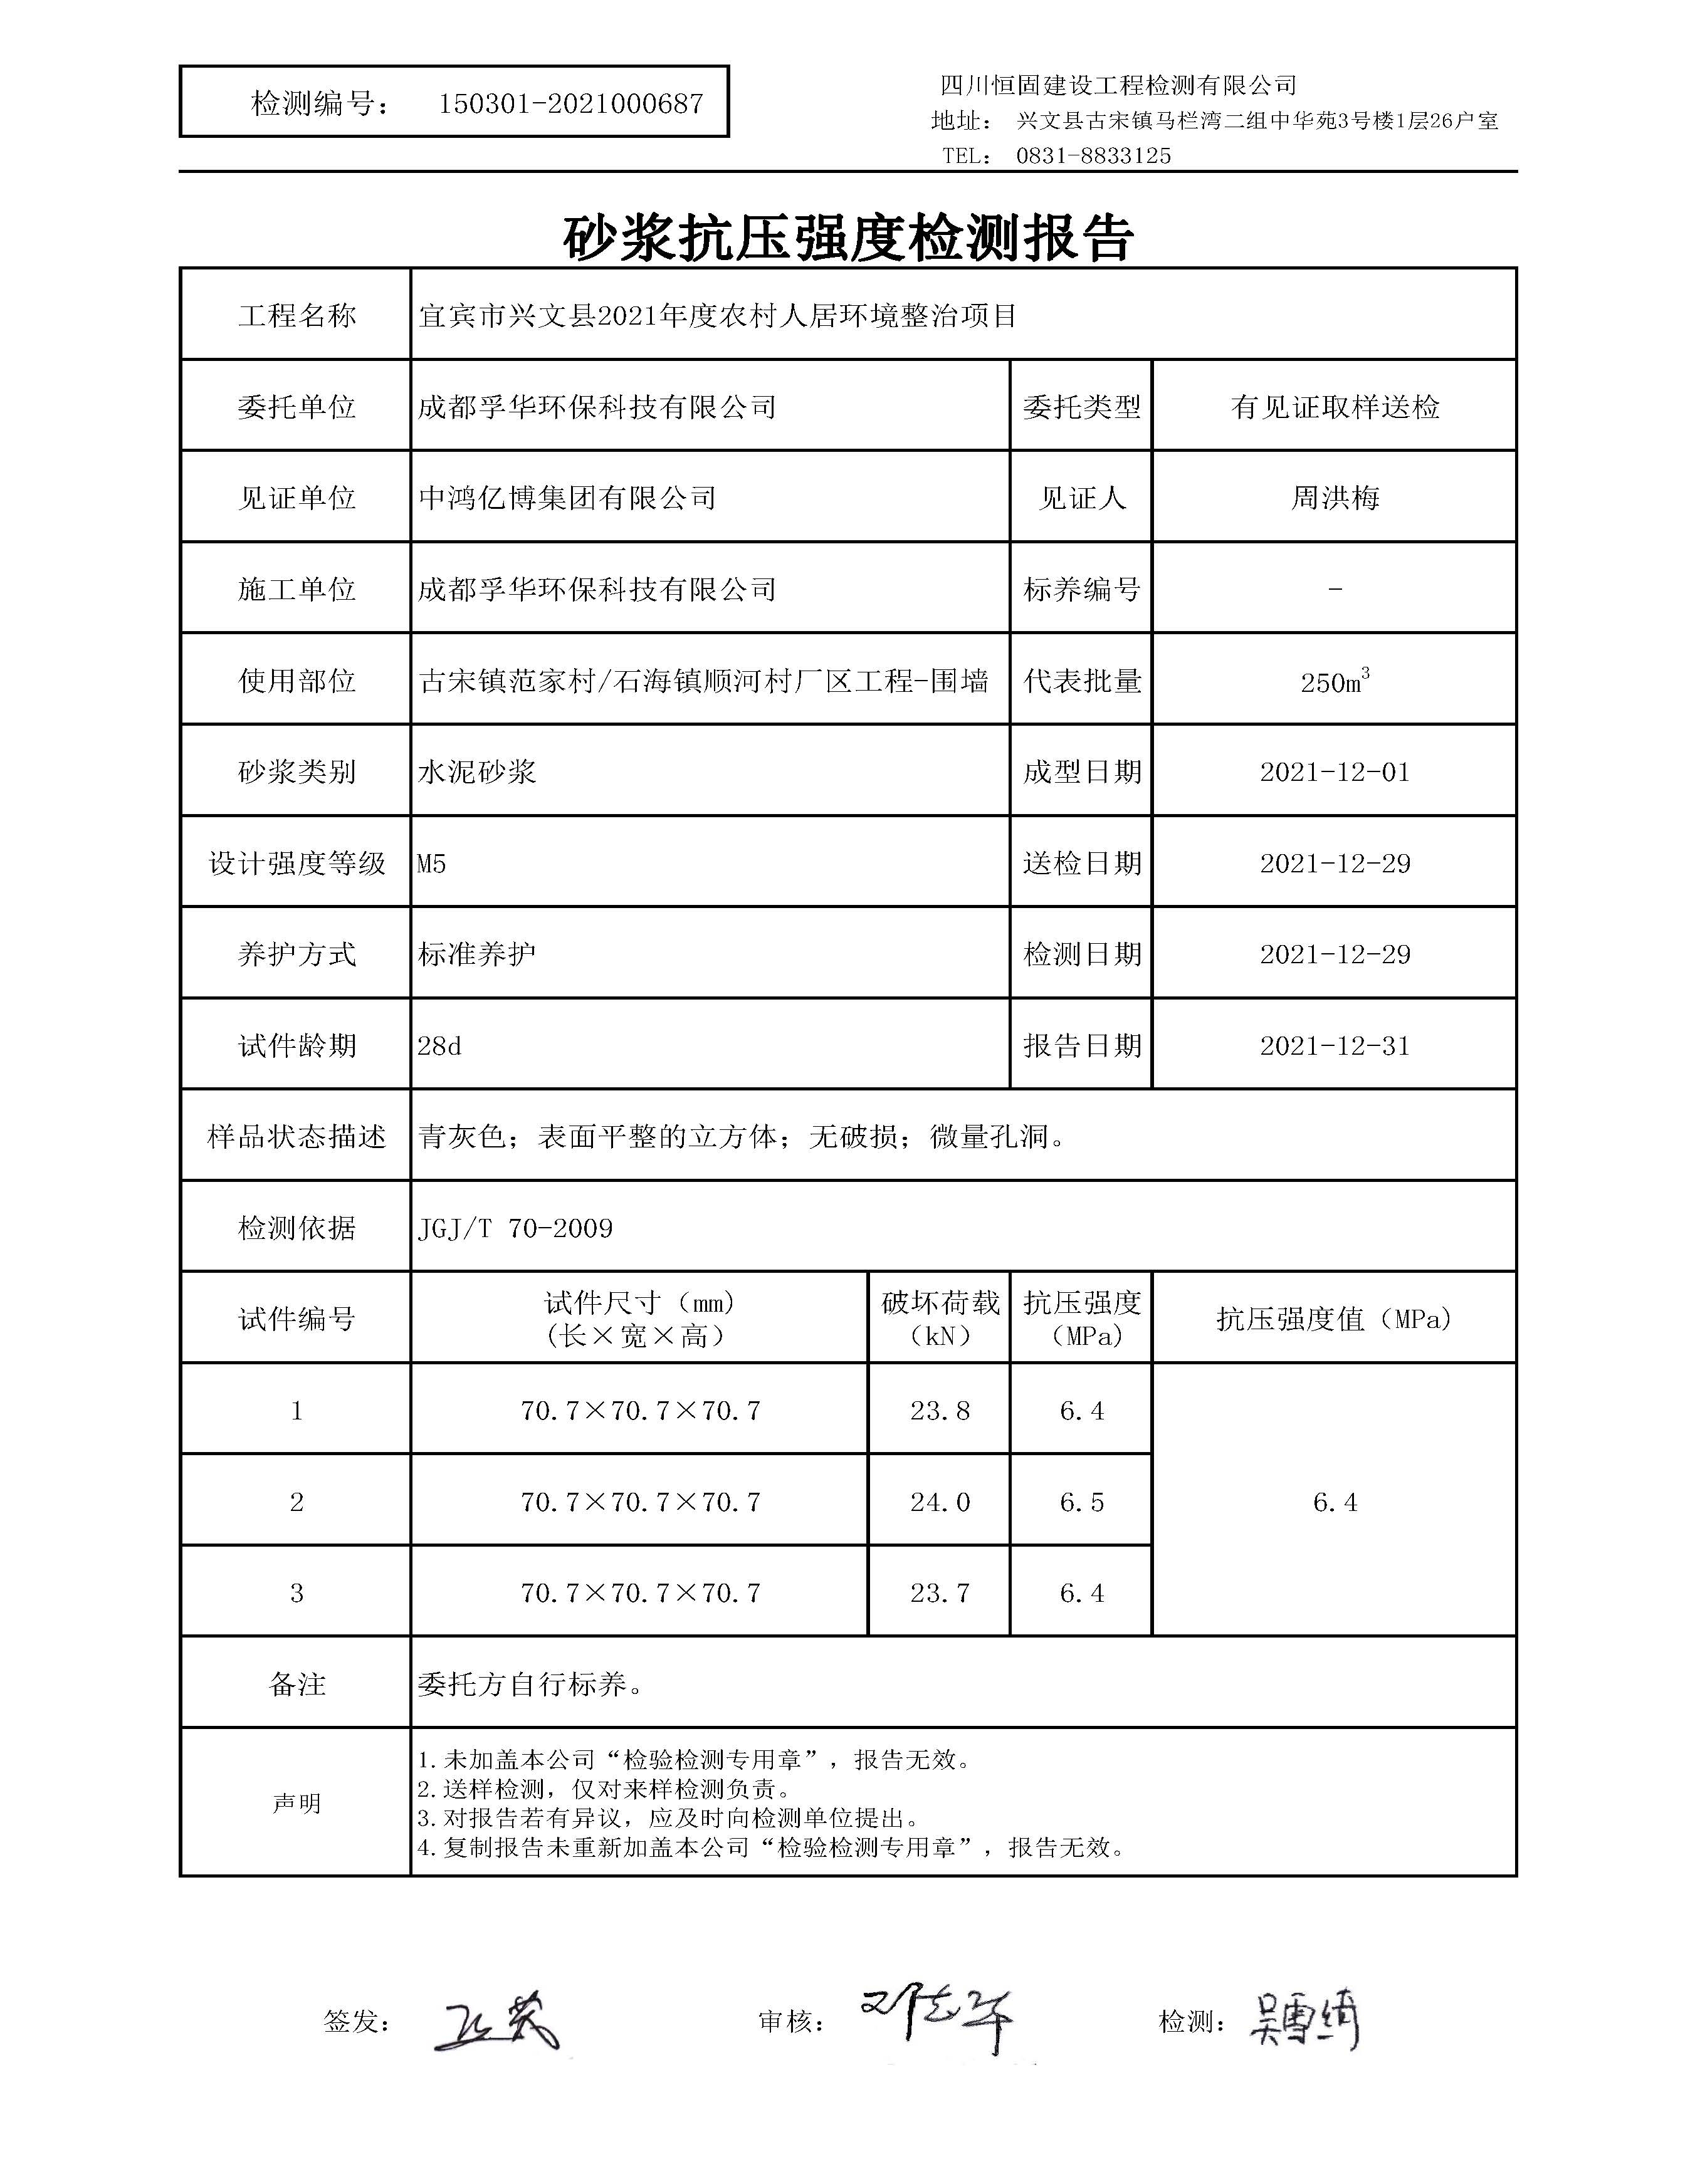 检测编号： 150301-2021000687
四川恒固建设工程检测有限公司
地址： 兴文县古宋镇马栏湾二组中华苑3号楼1层26户室
TEL： 0831-8833125
砂浆抗压强度检测报告
工程名称 宜宾市兴文县2021年度农村人居环境整治项目
委托单位 成都孚华环保科技有限公司 委托类型 有见证取样送检
见证单位 中鸿亿博集团有限公司 见证人 周洪梅
施工单位 成都孚华环保科技有限公司 标养编号 -
使用部位 古宋镇范家村/石海镇顺河村厂区工程-围墙 代表批量 250m³
砂浆类别 水泥砂浆 成型日期 2021-12-01
设计强度等级 M5 送检日期 2021-12-29
养护方式 标准养护 检测日期 2021-12-29
试件龄期 28d 报告日期 2021-12-31
样品状态描述 青灰色；表面平整的立方体；无破损；微量孔洞。
检测依据 JGJ/T 70-2009
试件编号 试件尺寸（mm)(长×宽×高） 破坏荷载（kN） 抗压强度（MPa) 抗压强度值（MPa)
1 70.7×70.7×70.7 23.8 6.4
2 70.7×70.7×70.7 24.0 6.5 6.4
3 70.7×70.7×70.7 23.7 6.4
备注 委托方自行标养。
声明
1.未加盖本公司“检验检测专用章”，报告无效。
2.送样检测，仅对来样检测负责。
3.对报告若有异议，应及时向检测单位提出。
4.复制报告未重新加盖本公司“检验检测专用章”，报告无效。
签发： 审核： 检测：吴雪绮